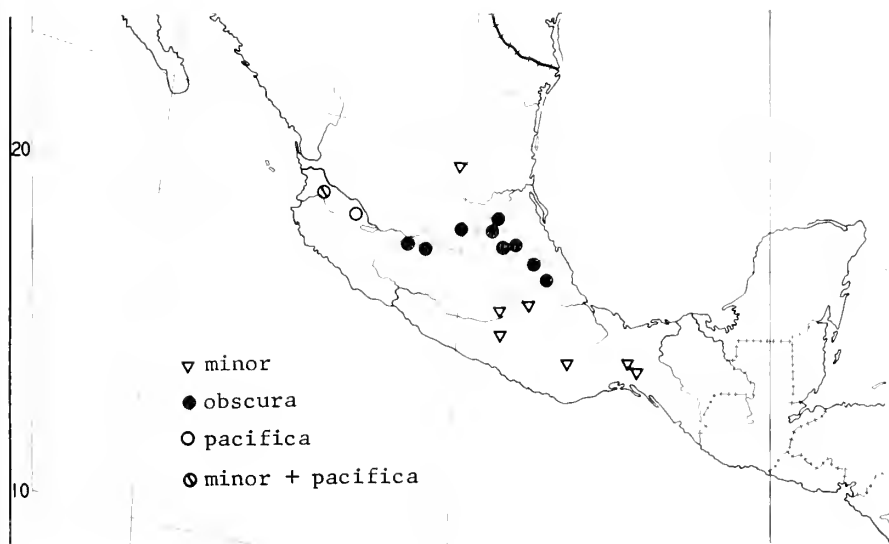 20
▽ minor
● obscura
○ pacifica
⦸ minor + pacifica
10